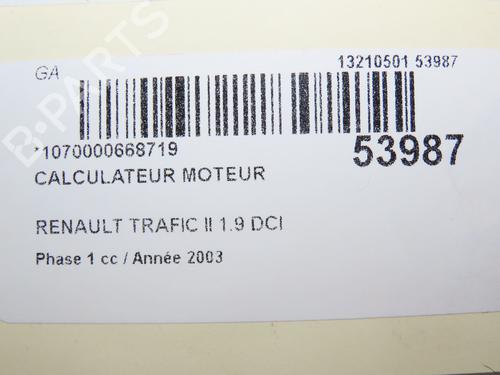 GA
13210501 53987
*1070000668719
53987
CALCULATEUR MOTEUR
RENAULT TRAFIC II 1.9 DCI
Phase 1 cc / Année 2003
B-PARTS